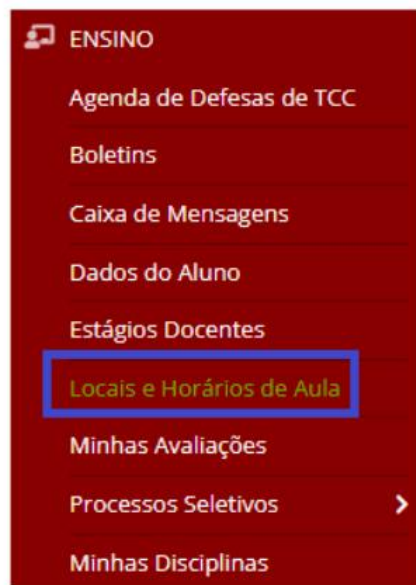 ENSINO
Agenda de Defesas de TCC
Boletins
Caixa de Mensagens
Dados do Aluno
Estágios Docentes
Locais e Horários de Aula
Minhas Avaliações
Processos Seletivos
Minhas Disciplinas